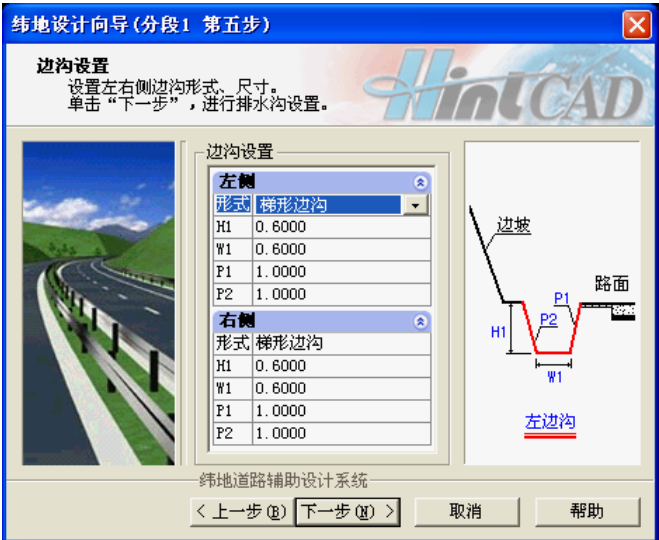 纬地设计向导(分段1 第五步)
边沟设置
设置左右侧边沟形式、尺寸。
单击“下一步”,进行排水沟设置。
HintCAD
边沟设置
左侧
形式 梯形边沟
H1 0.6000
W1 0.6000
P1 1.0000
P2 1.0000
右侧
形式 梯形边沟
H1 0.6000
W1 0.6000
P1 1.0000
P2 1.0000
边坡
路面
P1
P2
H1
W1
左边沟
纬地道路辅助设计系统
< 上一步(B) 下一步(N) > 取消 帮助